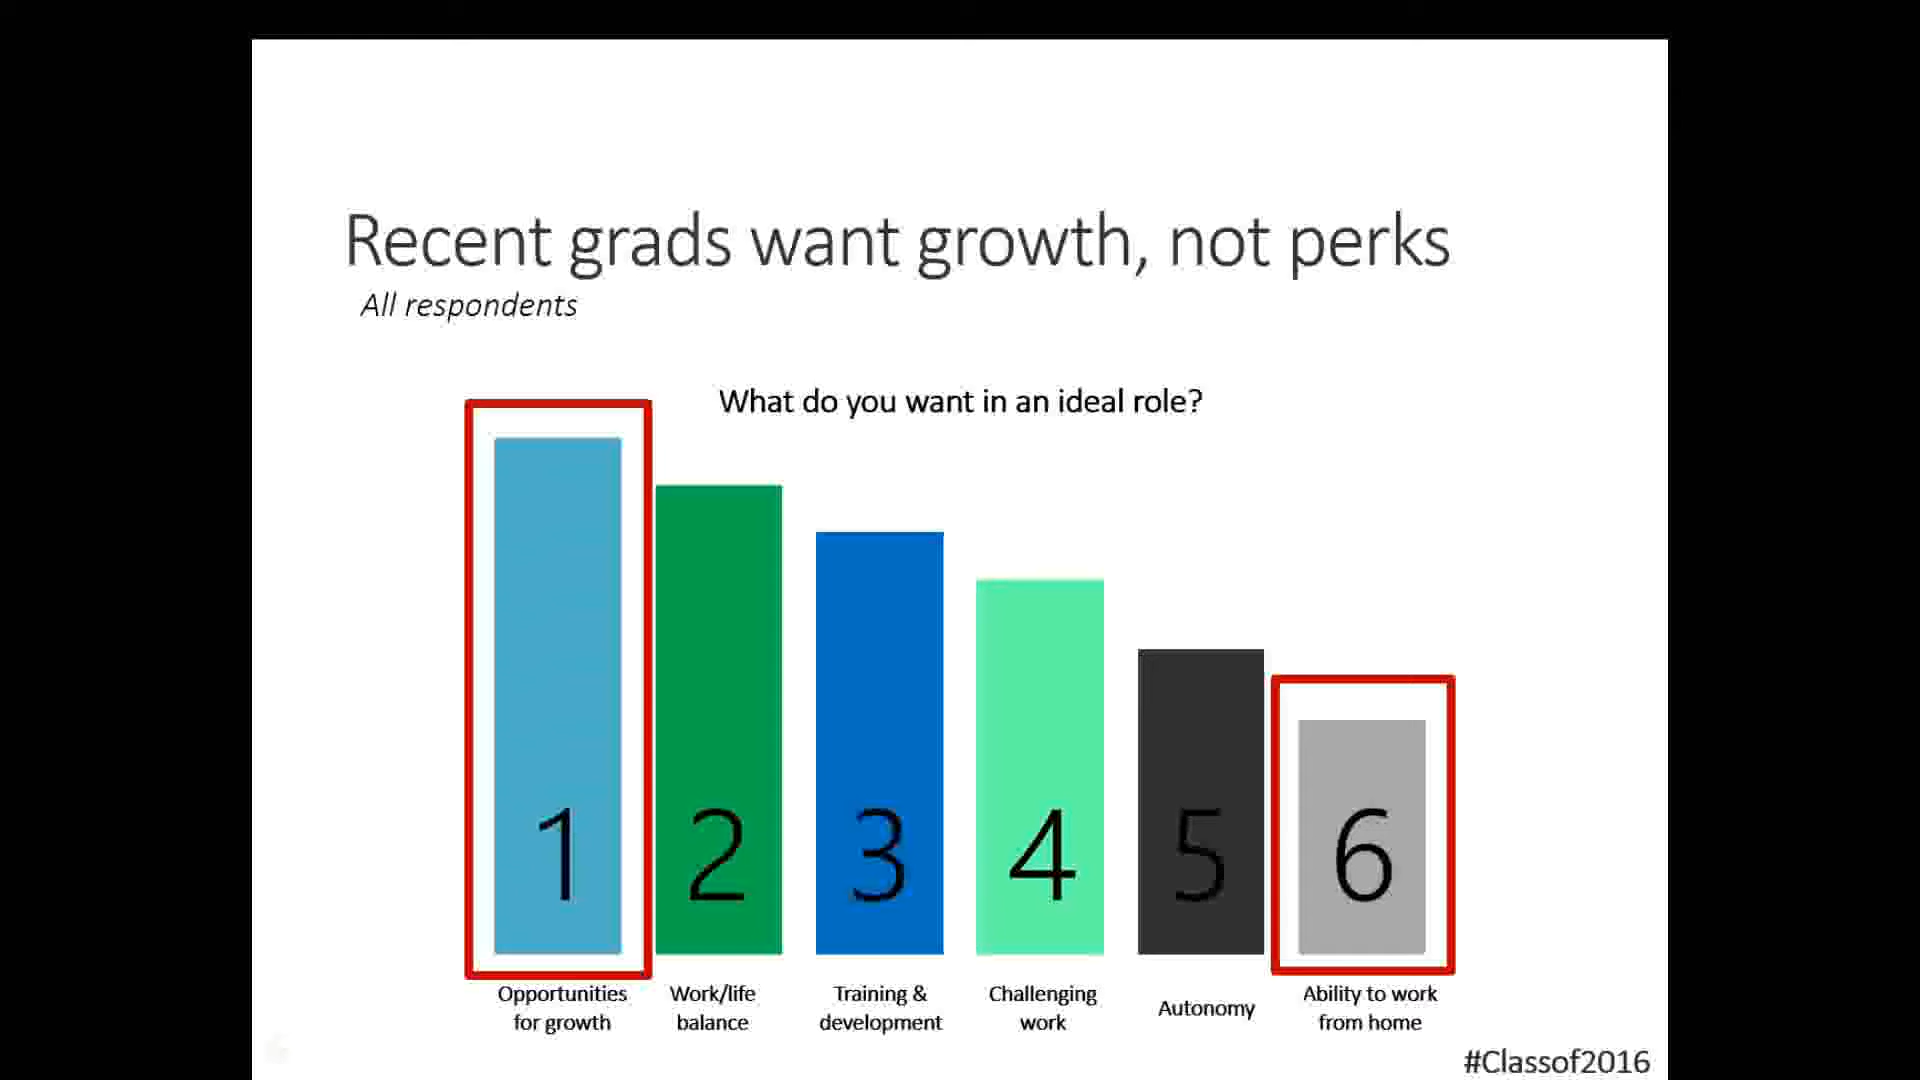 Recent grads want growth, not perks
All respondents
What do you want in an ideal role?
1
2
3
4
5
6
Opportunities
for growth
Work/life
balance
Training &
development
Challenging
work
Autonomy
Ability to work
from home
#Classof2016